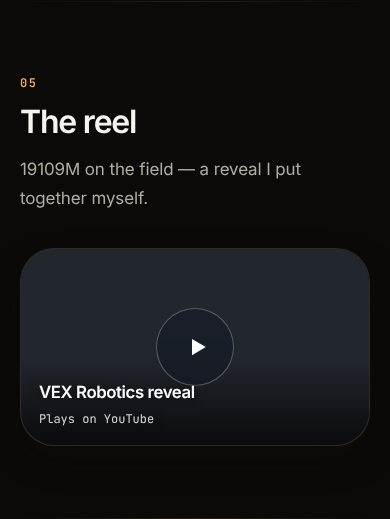 05
The reel
19109M on the field — a reveal I put
together myself.
VEX Robotics reveal
Plays on YouTube